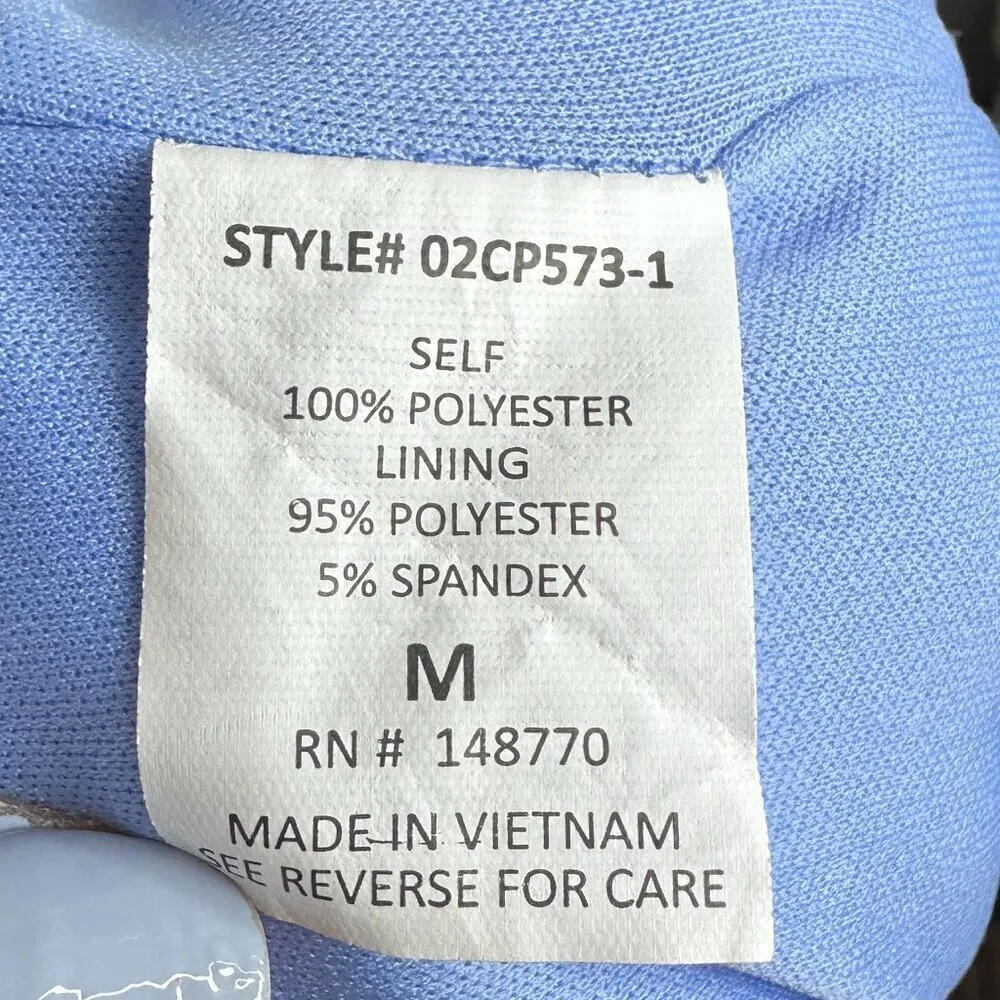 STYLE# 02CP573-1
SELF
100% POLYESTER
LINING
95% POLYESTER
5% SPANDEX
M
RN # 148770
MADE IN VIETNAM
SEE REVERSE FOR CARE